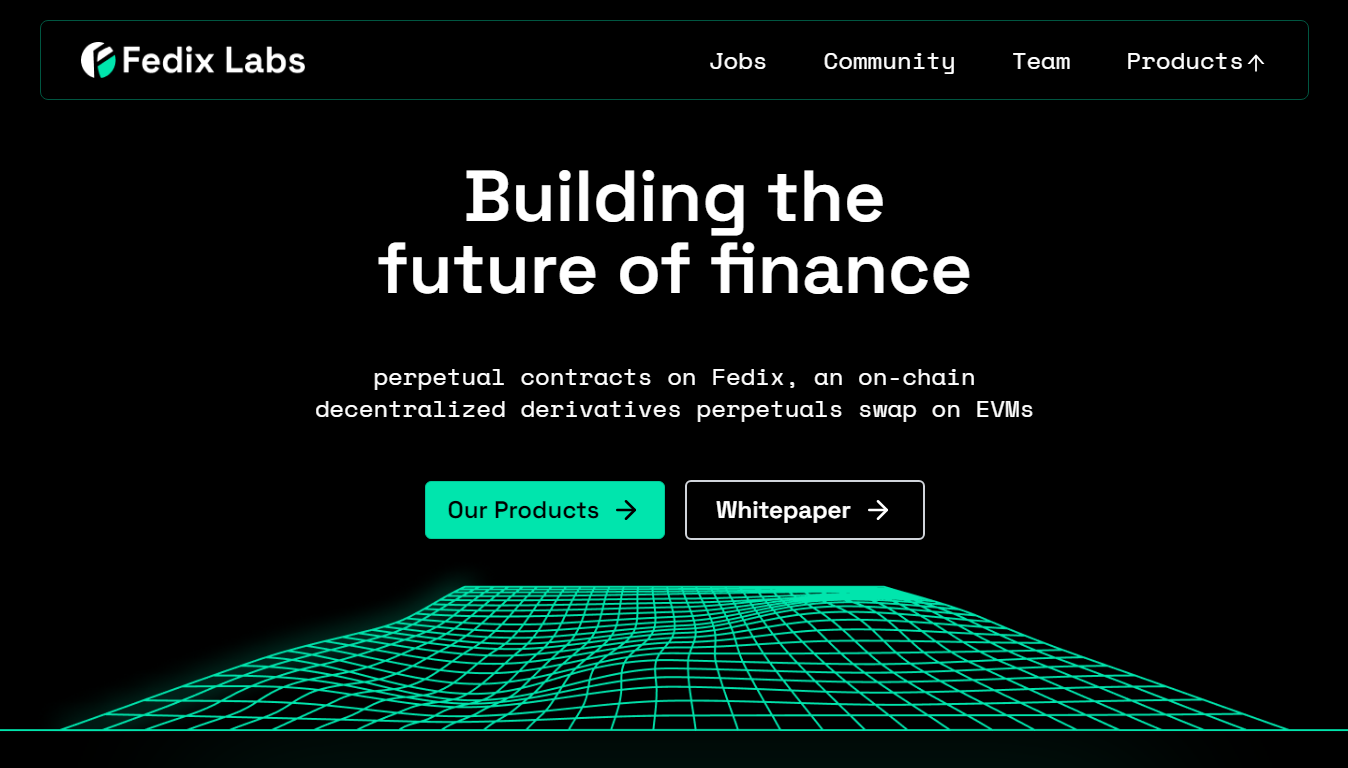 Fedix Labs
Jobs Community Team Products↑
Building the
future of finance
perpetual contracts on Fedix, an on-chain
decentralized derivatives perpetuals swap on EVMs
Our Products →
Whitepaper →